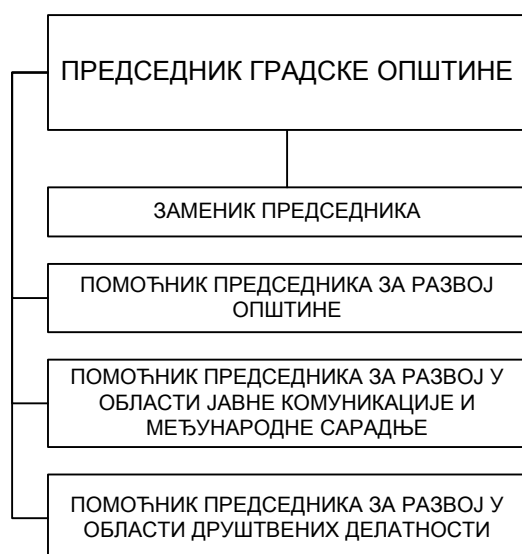 ПРЕДСЕДНИК ГРАДСКЕ ОПШТИНЕ
ЗАМЕНИК ПРЕДСЕДНИКА
ПОМОЋНИК ПРЕДСЕДНИКА ЗА РАЗВОЈ
ОПШТИНЕ
ПОМОЋНИК ПРЕДСЕДНИКА ЗА РАЗВОЈ У
ОБЛАСТИ ЈАВНЕ КОМУНИКАЦИЈЕ И
МЕЂУНАРОДНЕ САРАДЊЕ
ПОМОЋНИК ПРЕДСЕДНИКА ЗА РАЗВОЈ У
ОБЛАСТИ ДРУШТВЕНИХ ДЕЛАТНОСТИ